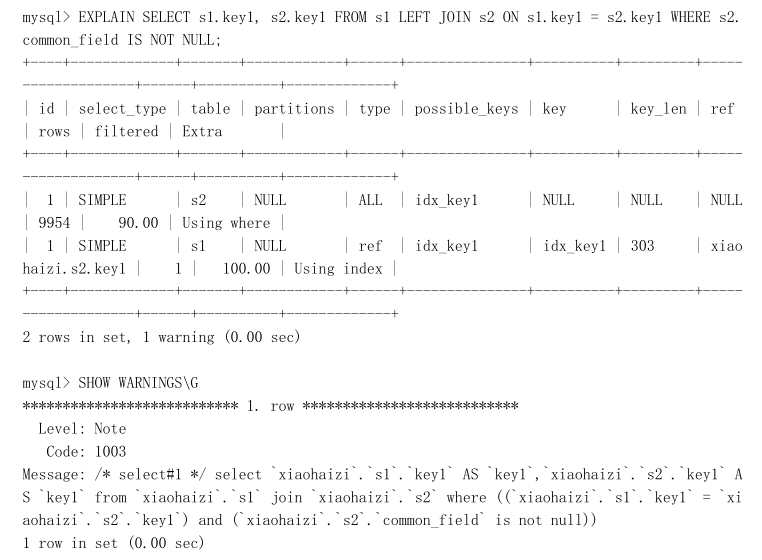 mysql> EXPLAIN SELECT s1.key1, s2.key1 FROM s1 LEFT JOIN s2 ON s1.key1 = s2.key1 WHERE s2.
common_field IS NOT NULL;
+----+-------------+-------+------------+------+---------------+----------+---------+-----
--------------+------+----------+-------------+
| id | select_type | table | partitions | type | possible_keys | key      | key_len | ref
| rows | filtered | Extra       |
+----+-------------+-------+------------+------+---------------+----------+---------+-----
--------------+------+----------+-------------+
|  1 | SIMPLE      | s2    | NULL       | ALL  | idx_key1      | NULL     | NULL    | NULL
| 9954 |    90.00 | Using where |
|  1 | SIMPLE      | s1    | NULL       | ref  | idx_key1      | idx_key1 | 303     | xiao
haizi.s2.key1 |    1 |   100.00 | Using index |
+----+-------------+-------+------------+------+---------------+----------+---------+-----
--------------+------+----------+-------------+
2 rows in set, 1 warning (0.00 sec)
mysql> SHOW WARNINGS\G
*************************** 1. row ***************************
  Level: Note
   Code: 1003
Message: /* select#1 */ select `xiaohaizi`.`s1`.`key1` AS `key1`,`xiaohaizi`.`s2`.`key1` A
S `key1` from `xiaohaizi`.`s1` join `xiaohaizi`.`s2` where ((`xiaohaizi`.`s1`.`key1` = `xi
aohaizi`.`s2`.`key1`) and (`xiaohaizi`.`s2`.`common_field` is not null))
1 row in set (0.00 sec)